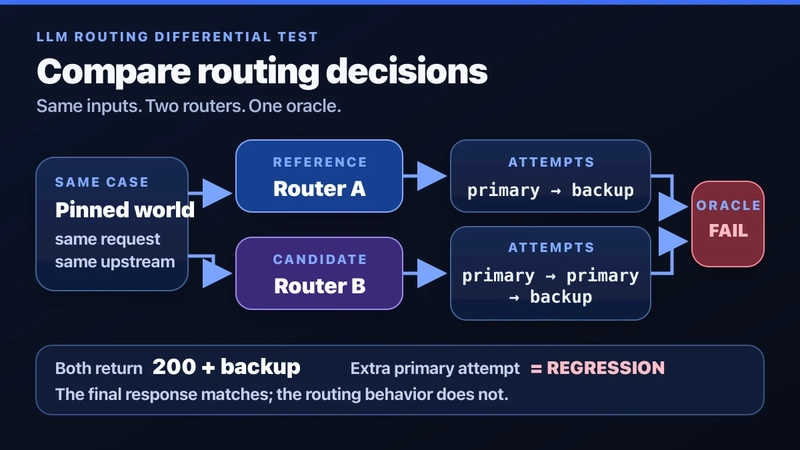 LLM ROUTING DIFFERENTIAL TEST
Compare routing decisions
Same inputs. Two routers. One oracle.
SAME CASE
Pinned world
same request
same upstream
REFERENCE
Router A
CANDIDATE
Router B
ATTEMPTS
primary → backup
ATTEMPTS
primary → primary
→ backup
ORACLE
FAIL
Both return 200 + backup
Extra primary attempt = REGRESSION
The final response matches; the routing behavior does not.